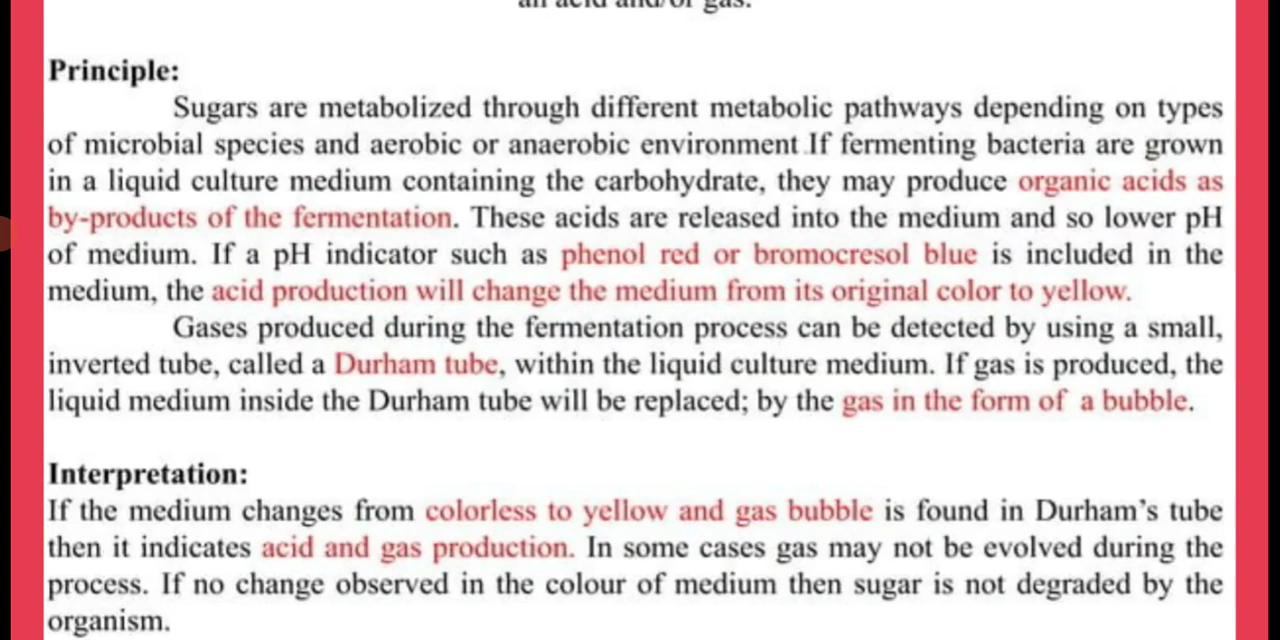 an acid and/or gas.
Principle:
Sugars are metabolized through different metabolic pathways depending on types
of microbial species and aerobic or anaerobic environment.If fermenting bacteria are grown
in a liquid culture medium containing the carbohydrate, they may produce organic acids as
by-products of the fermentation. These acids are released into the medium and so lower pH
of medium. If a pH indicator such as phenol red or bromocresol blue is included in the
medium, the acid production will change the medium from its original color to yellow.
Gases produced during the fermentation process can be detected by using a small,
inverted tube, called a Durham tube, within the liquid culture medium. If gas is produced, the
liquid medium inside the Durham tube will be replaced; by the gas in the form of a bubble.
Interpretation:
If the medium changes from colorless to yellow and gas bubble is found in Durham’s tube
then it indicates acid and gas production. In some cases gas may not be evolved during the
process. If no change observed in the colour of medium then sugar is not degraded by the
organism.